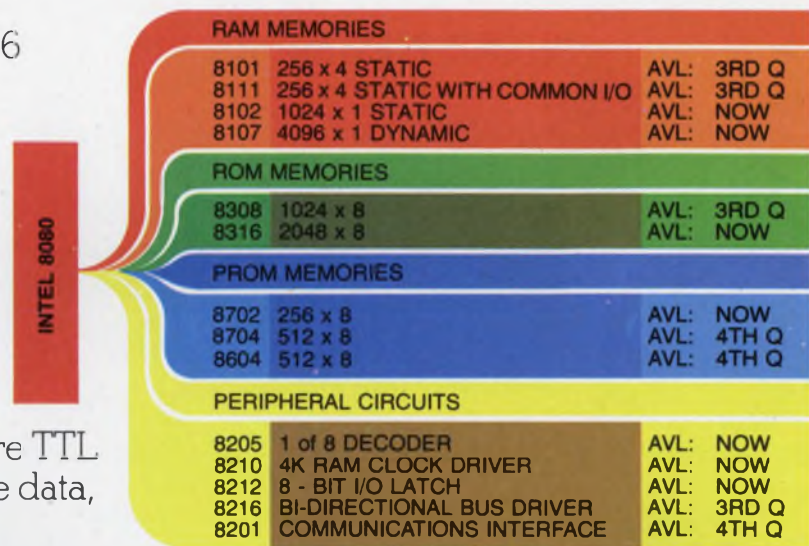 6
INTEL 8080
RAM MEMORIES
8101 256 x 4 STATIC AVL: 3RD Q
8111 256 x 4 STATIC WITH COMMON I/O AVL: 3RD Q
8102 1024 x 1 STATIC AVL: NOW
8107 4096 x 1 DYNAMIC AVL: NOW
ROM MEMORIES
8308 1024 x 8 AVL: 3RD Q
8316 2048 x 8 AVL: NOW
PROM MEMORIES
8702 256 x 8 AVL: NOW
8704 512 x 8 AVL: 4TH Q
8604 512 x 8 AVL: 4TH Q
PERIPHERAL CIRCUITS
8205 1 of 8 DECODER AVL: NOW
8210 4K RAM CLOCK DRIVER AVL: NOW
8212 8 - BIT I/O LATCH AVL: NOW
8216 BI-DIRECTIONAL BUS DRIVER AVL: 3RD Q
8201 COMMUNICATIONS INTERFACE AVL: 4TH Q
re TTL
e data,